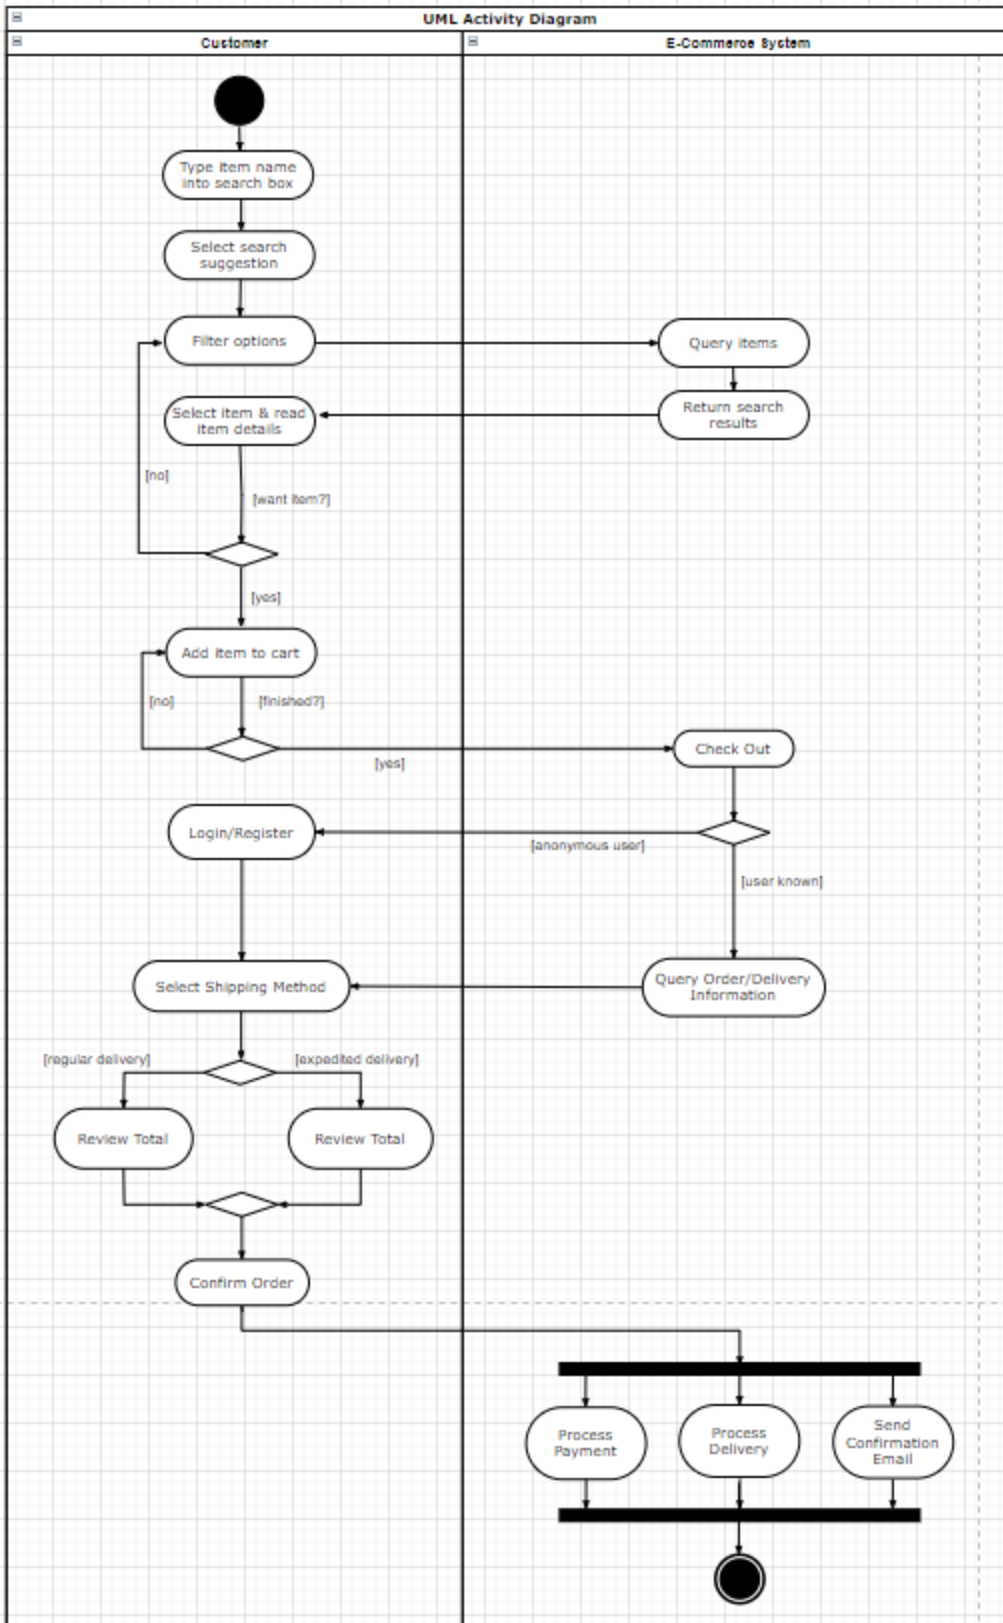 UML Activity Diagram
Customer
E-Commerce System
Type item name
into search box
Select search
suggestion
Filter options
Query items
Select item & read
item details
Return search
results
[no]
[want item?]
[yes]
Add item to cart
[no]
[finished?]
[yes]
Check Out
Login/Register
[anonymous user]
[user known]
Select Shipping Method
Query Order/Delivery
Information
[regular delivery]
[expedited delivery]
Review Total
Review Total
Confirm Order
Process
Payment
Process
Delivery
Send
Confirmation
Email